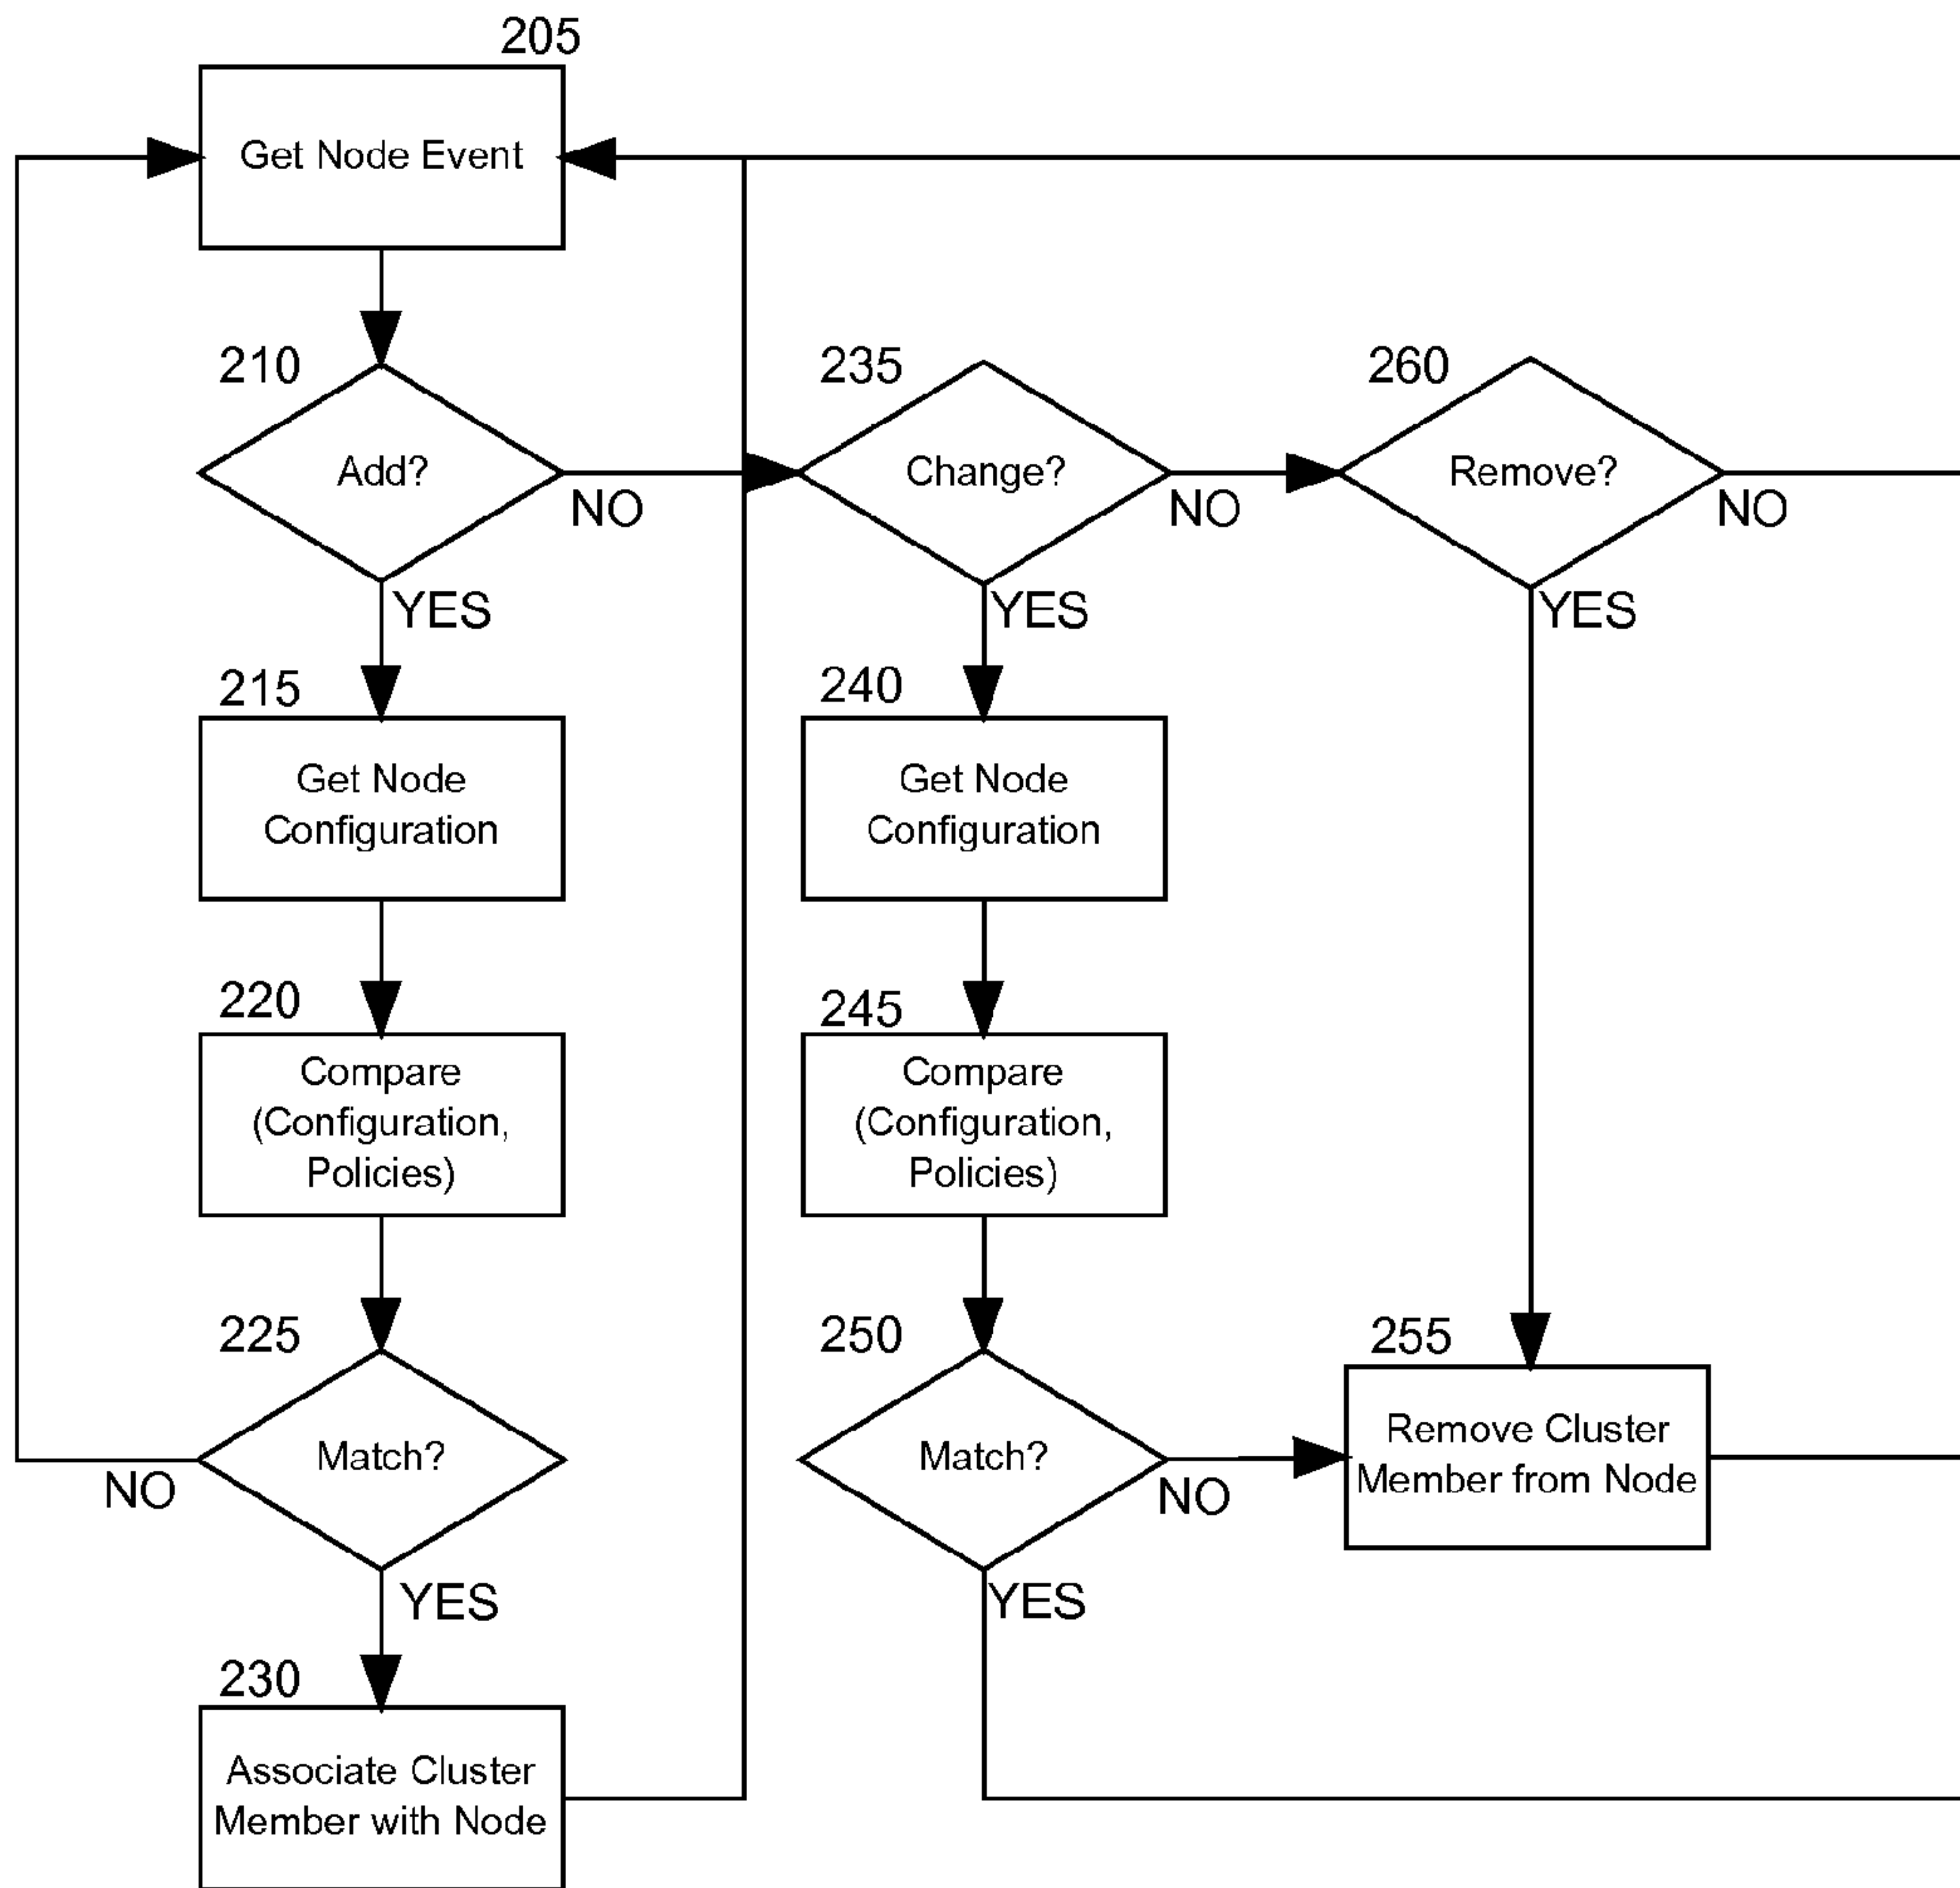 205
Get Node Event
210
Add?
NO
YES
235
Change?
NO
YES
260
Remove?
NO
YES
215
Get Node
Configuration
240
Get Node
Configuration
220
Compare
(Configuration,
Policies)
245
Compare
(Configuration,
Policies)
225
Match?
NO
YES
250
Match?
NO
YES
255
Remove Cluster
Member from Node
230
Associate Cluster
Member with Node